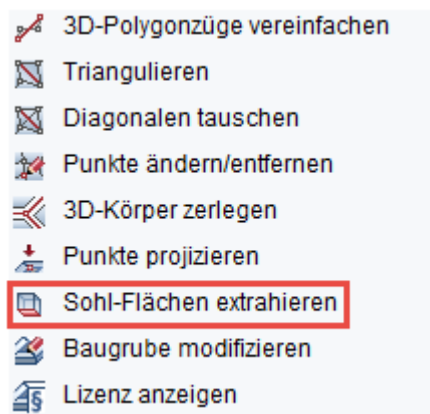 3D-Polygonzüge vereinfachen
Triangulieren
Diagonalen tauschen
Punkte ändern/entfernen
3D-Körper zerlegen
Punkte projizieren
Sohl-Flächen extrahieren
Baugrube modifizieren
Lizenz anzeigen